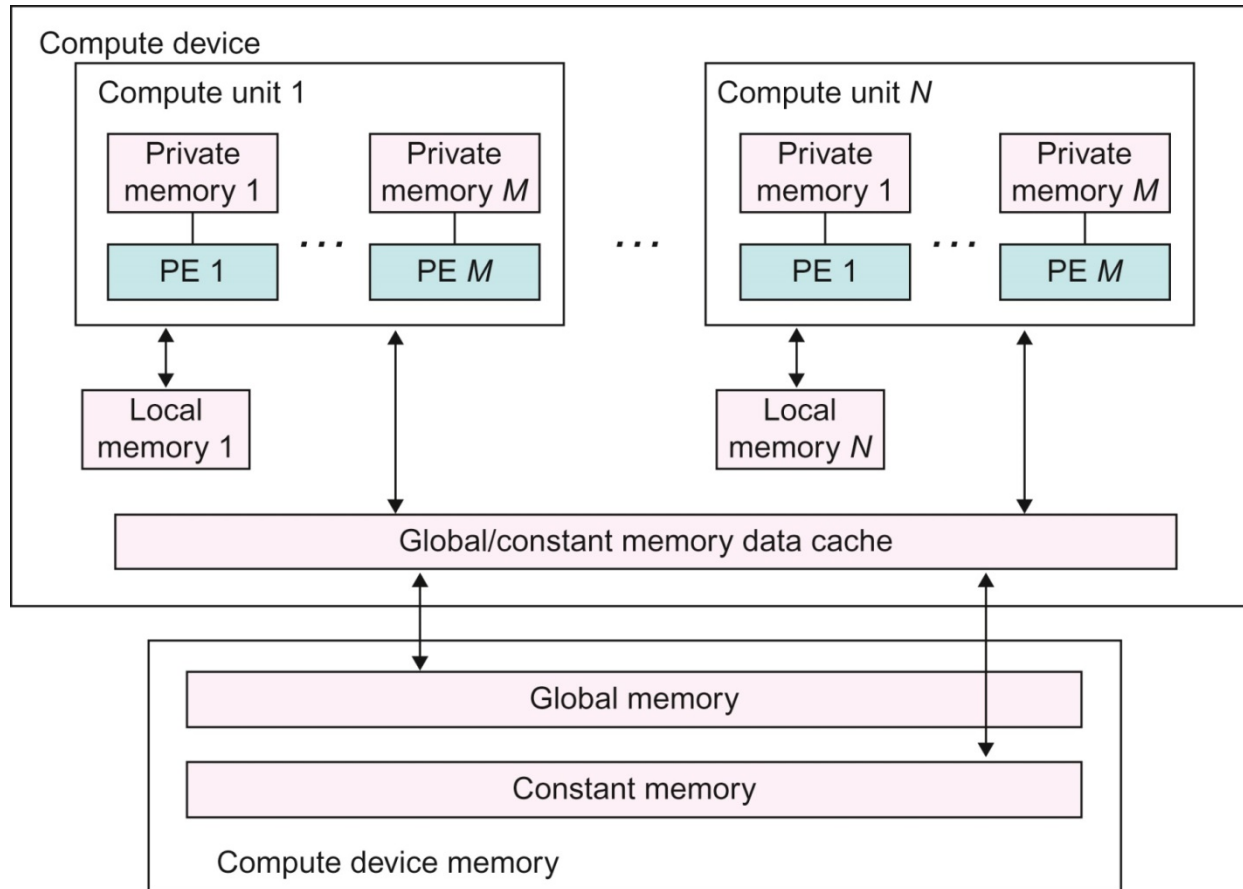 Compute device
Compute unit 1
Compute unit N
Private
memory 1
Private
memory M
Private
memory 1
Private
memory M
...
...
...
PE 1
PE M
PE 1
PE M
Local
memory 1
Local
memory N
Global/constant memory data cache
Global memory
Constant memory
Compute device memory